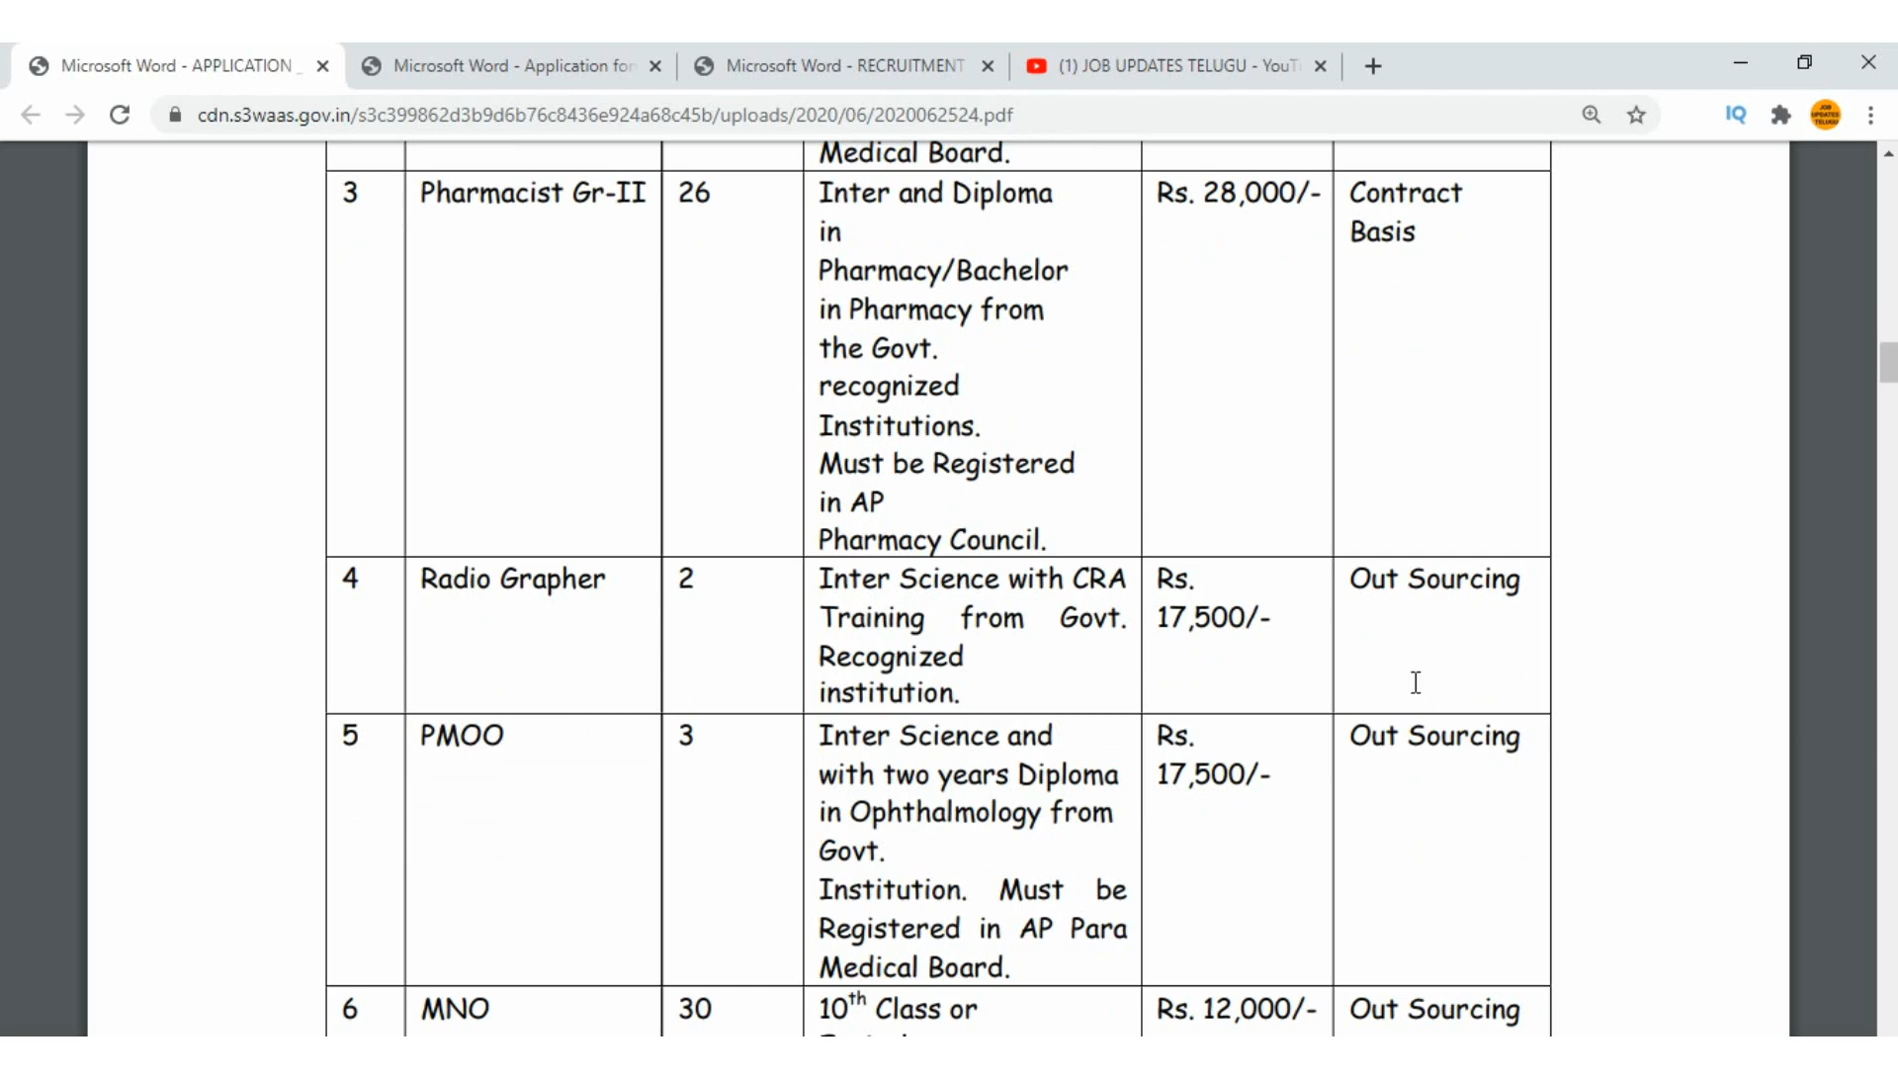 Microsoft Word - APPLICATION _
Microsoft Word - Application for
Microsoft Word - RECRUITMENT
(1) JOB UPDATES TELUGU - YouT
cdn.s3waas.gov.in/s3c399862d3b9d6b76c8436e924a68c45b/uploads/2020/06/2020062524.pdf
IQ
JOB UPDATES TELUGU
Medical Board.
3 Pharmacist Gr-II 26 Inter and Diploma Rs. 28,000/- Contract
in Basis
Pharmacy/Bachelor
in Pharmacy from
the Govt.
recognized
Institutions.
Must be Registered
in AP
Pharmacy Council.
4 Radio Grapher 2 Inter Science with CRA Rs. Out Sourcing
Training from Govt. 17,500/-
Recognized
institution.
5 PMOO 3 Inter Science and Rs. Out Sourcing
with two years Diploma 17,500/-
in Ophthalmology from
Govt.
Institution. Must be
Registered in AP Para
Medical Board.
6 MNO 30 10th Class or Rs. 12,000/- Out Sourcing